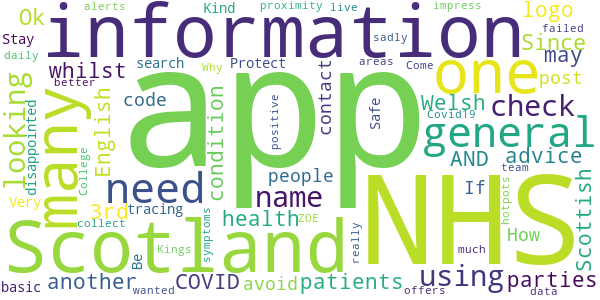 alerts Kind proximity live impress logo
Ok information sadly Since
Stay whilst search Why Protect areas Come failed may
daily better app one post
looking many disappointed English code contact Safe Covid19 Welsh check
College condition positive general
need people AND advice
Very 3rd tracing name If team Scottish
collect health ZOE NHS How hotpots
Scotland Kings symptoms really much
another Be COVID avoid patients using parties
basic wanted offers data